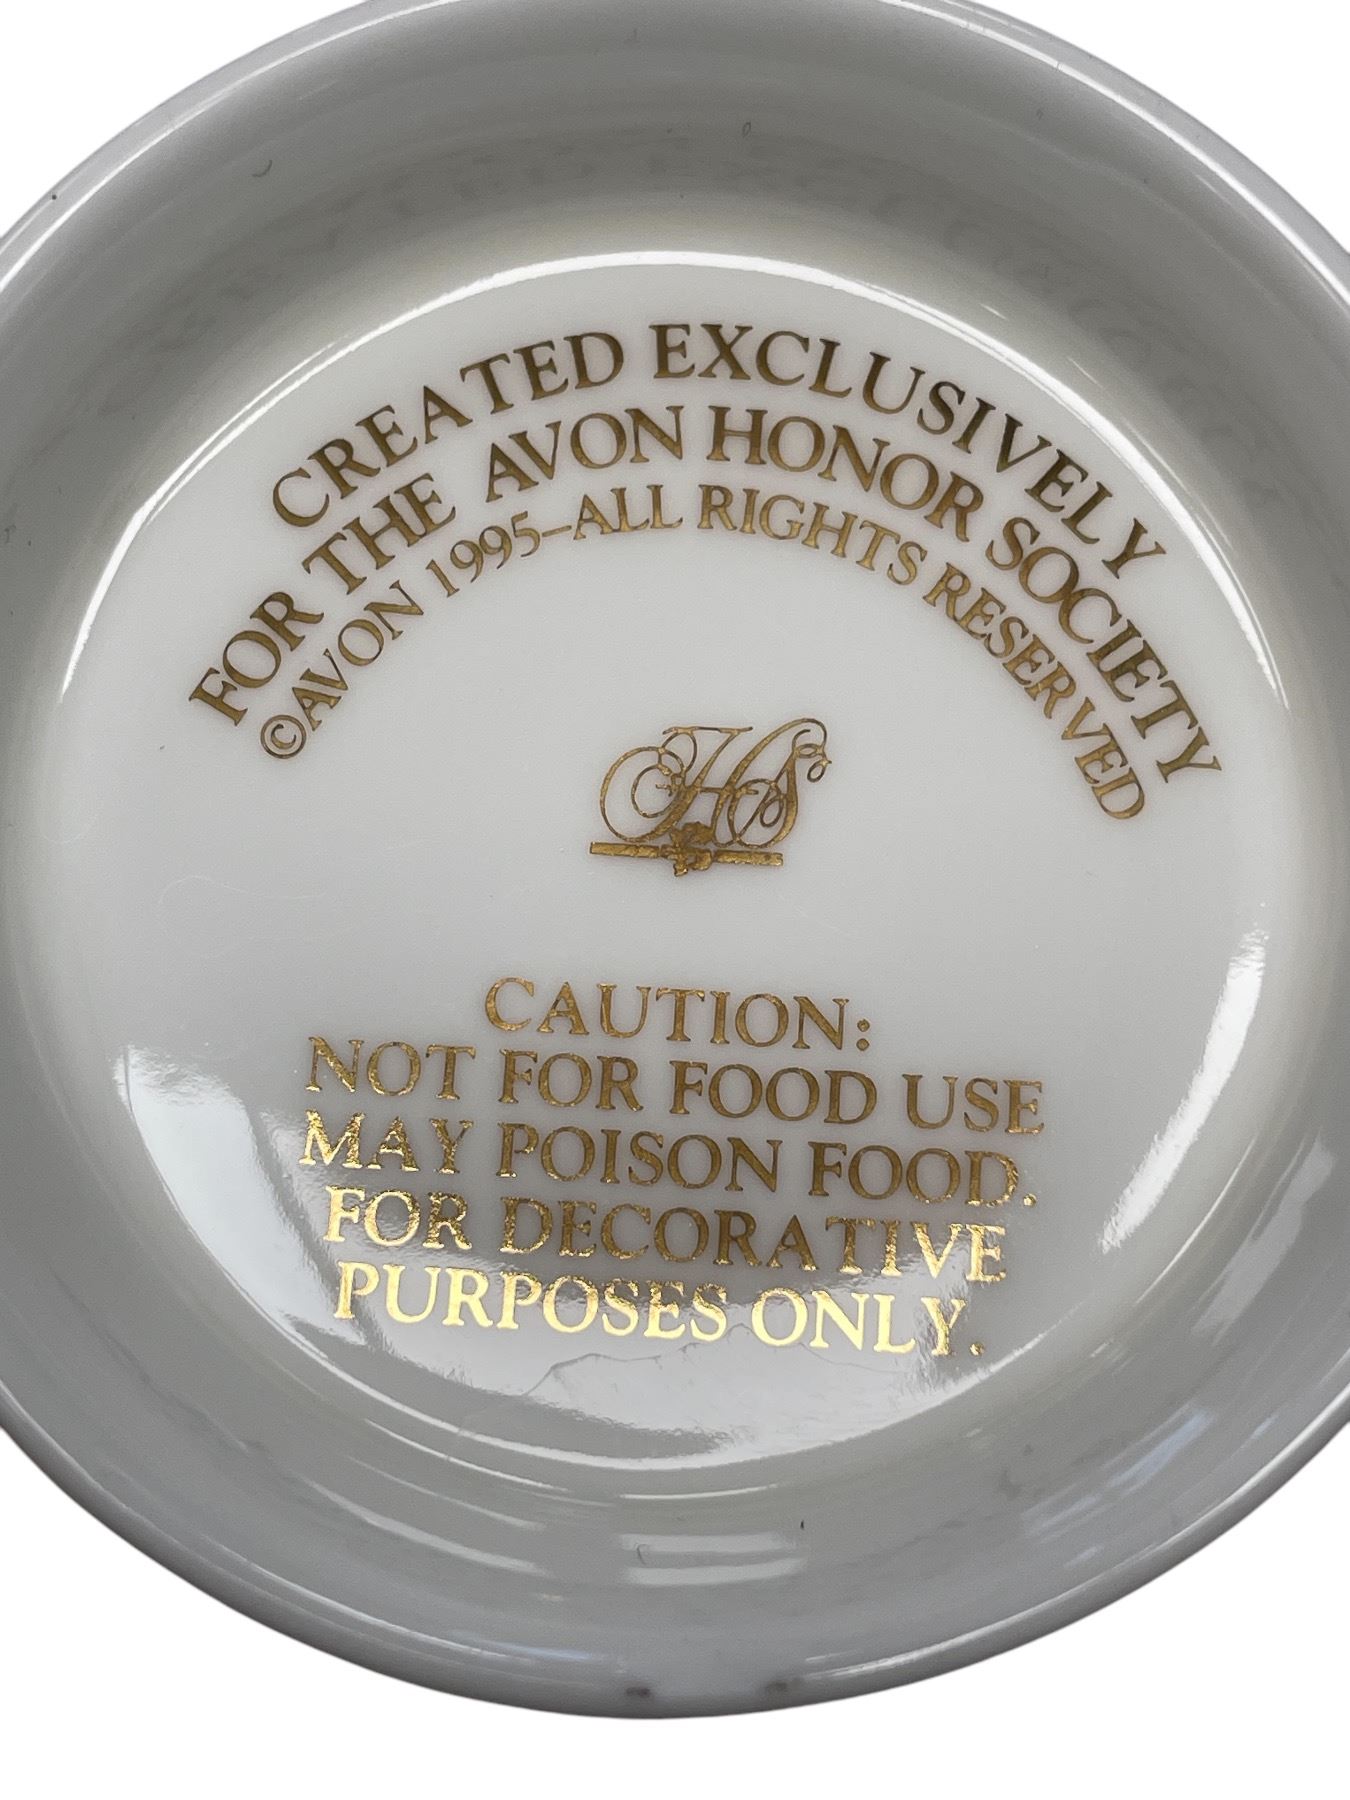 CREATED EXCLUSIVELY
FOR THE AVON HONOR SOCIETY
©AVON 1995–ALL RIGHTS RESERVED
HS
CAUTION:
NOT FOR FOOD USE
MAY POISON FOOD.
FOR DECORATIVE
PURPOSES ONLY.